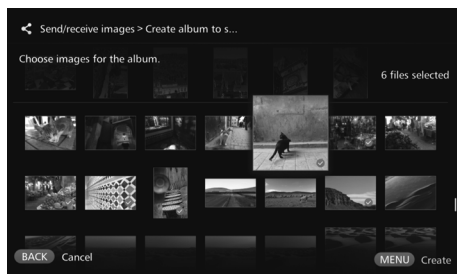 Send/receive images > Create album to s...
Choose images for the album.
6 files selected
BACK Cancel
MENU Create